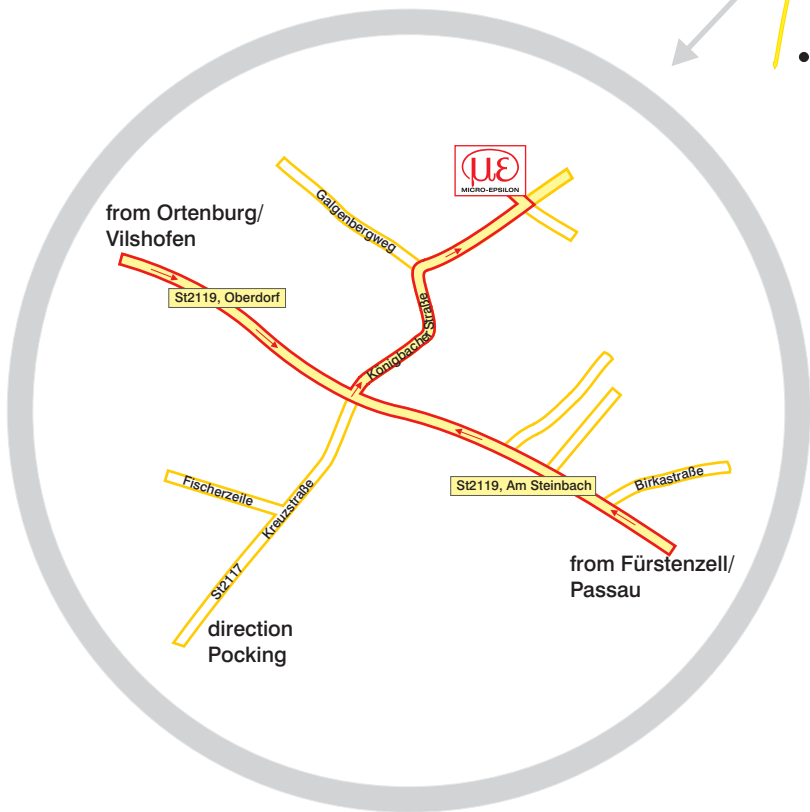 με
MICRO-EPSILON
Galgenbergweg
from Ortenburg/
Vilshofen
St2119, Oberdorf
Königbacher Straße
St2119, Am Steinbach
Birkastraße
Fischerzeile
Kreuzstraße
St2117
from Fürstenzell/
Passau
direction
Pocking